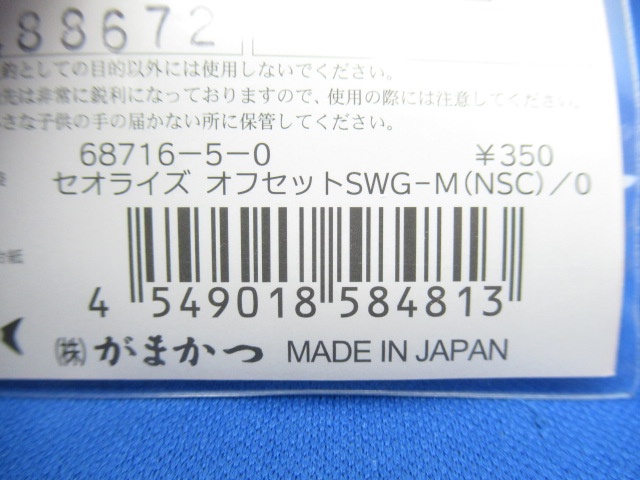 88672
としての目的以外には使用しないでください。
先は非常に鋭利になっておりますので、使用の際には注意してください。
さな子供の手の届かない所に保管してください。
68716-5-0 ¥350
セオライズ オフセットSWG-M(NSC)/0
4 549018 584813
㈱がまかつ MADE IN JAPAN